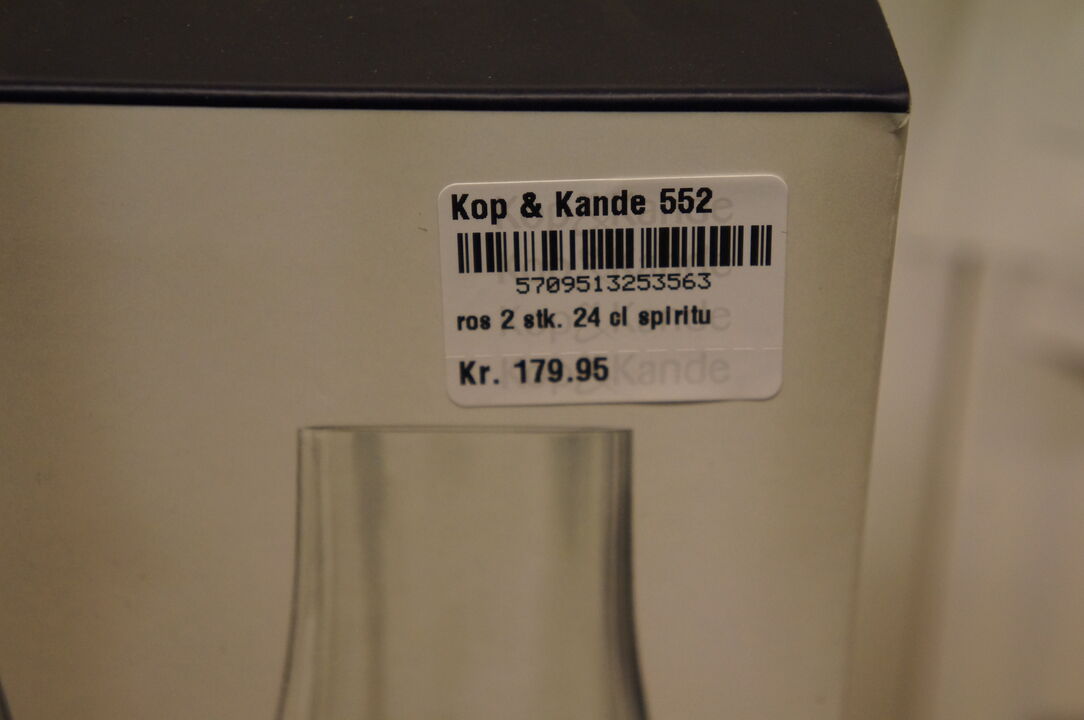 Kop & Kande 552
5709513253563
ros 2 stk. 24 cl spiritu
Kr. 179.95